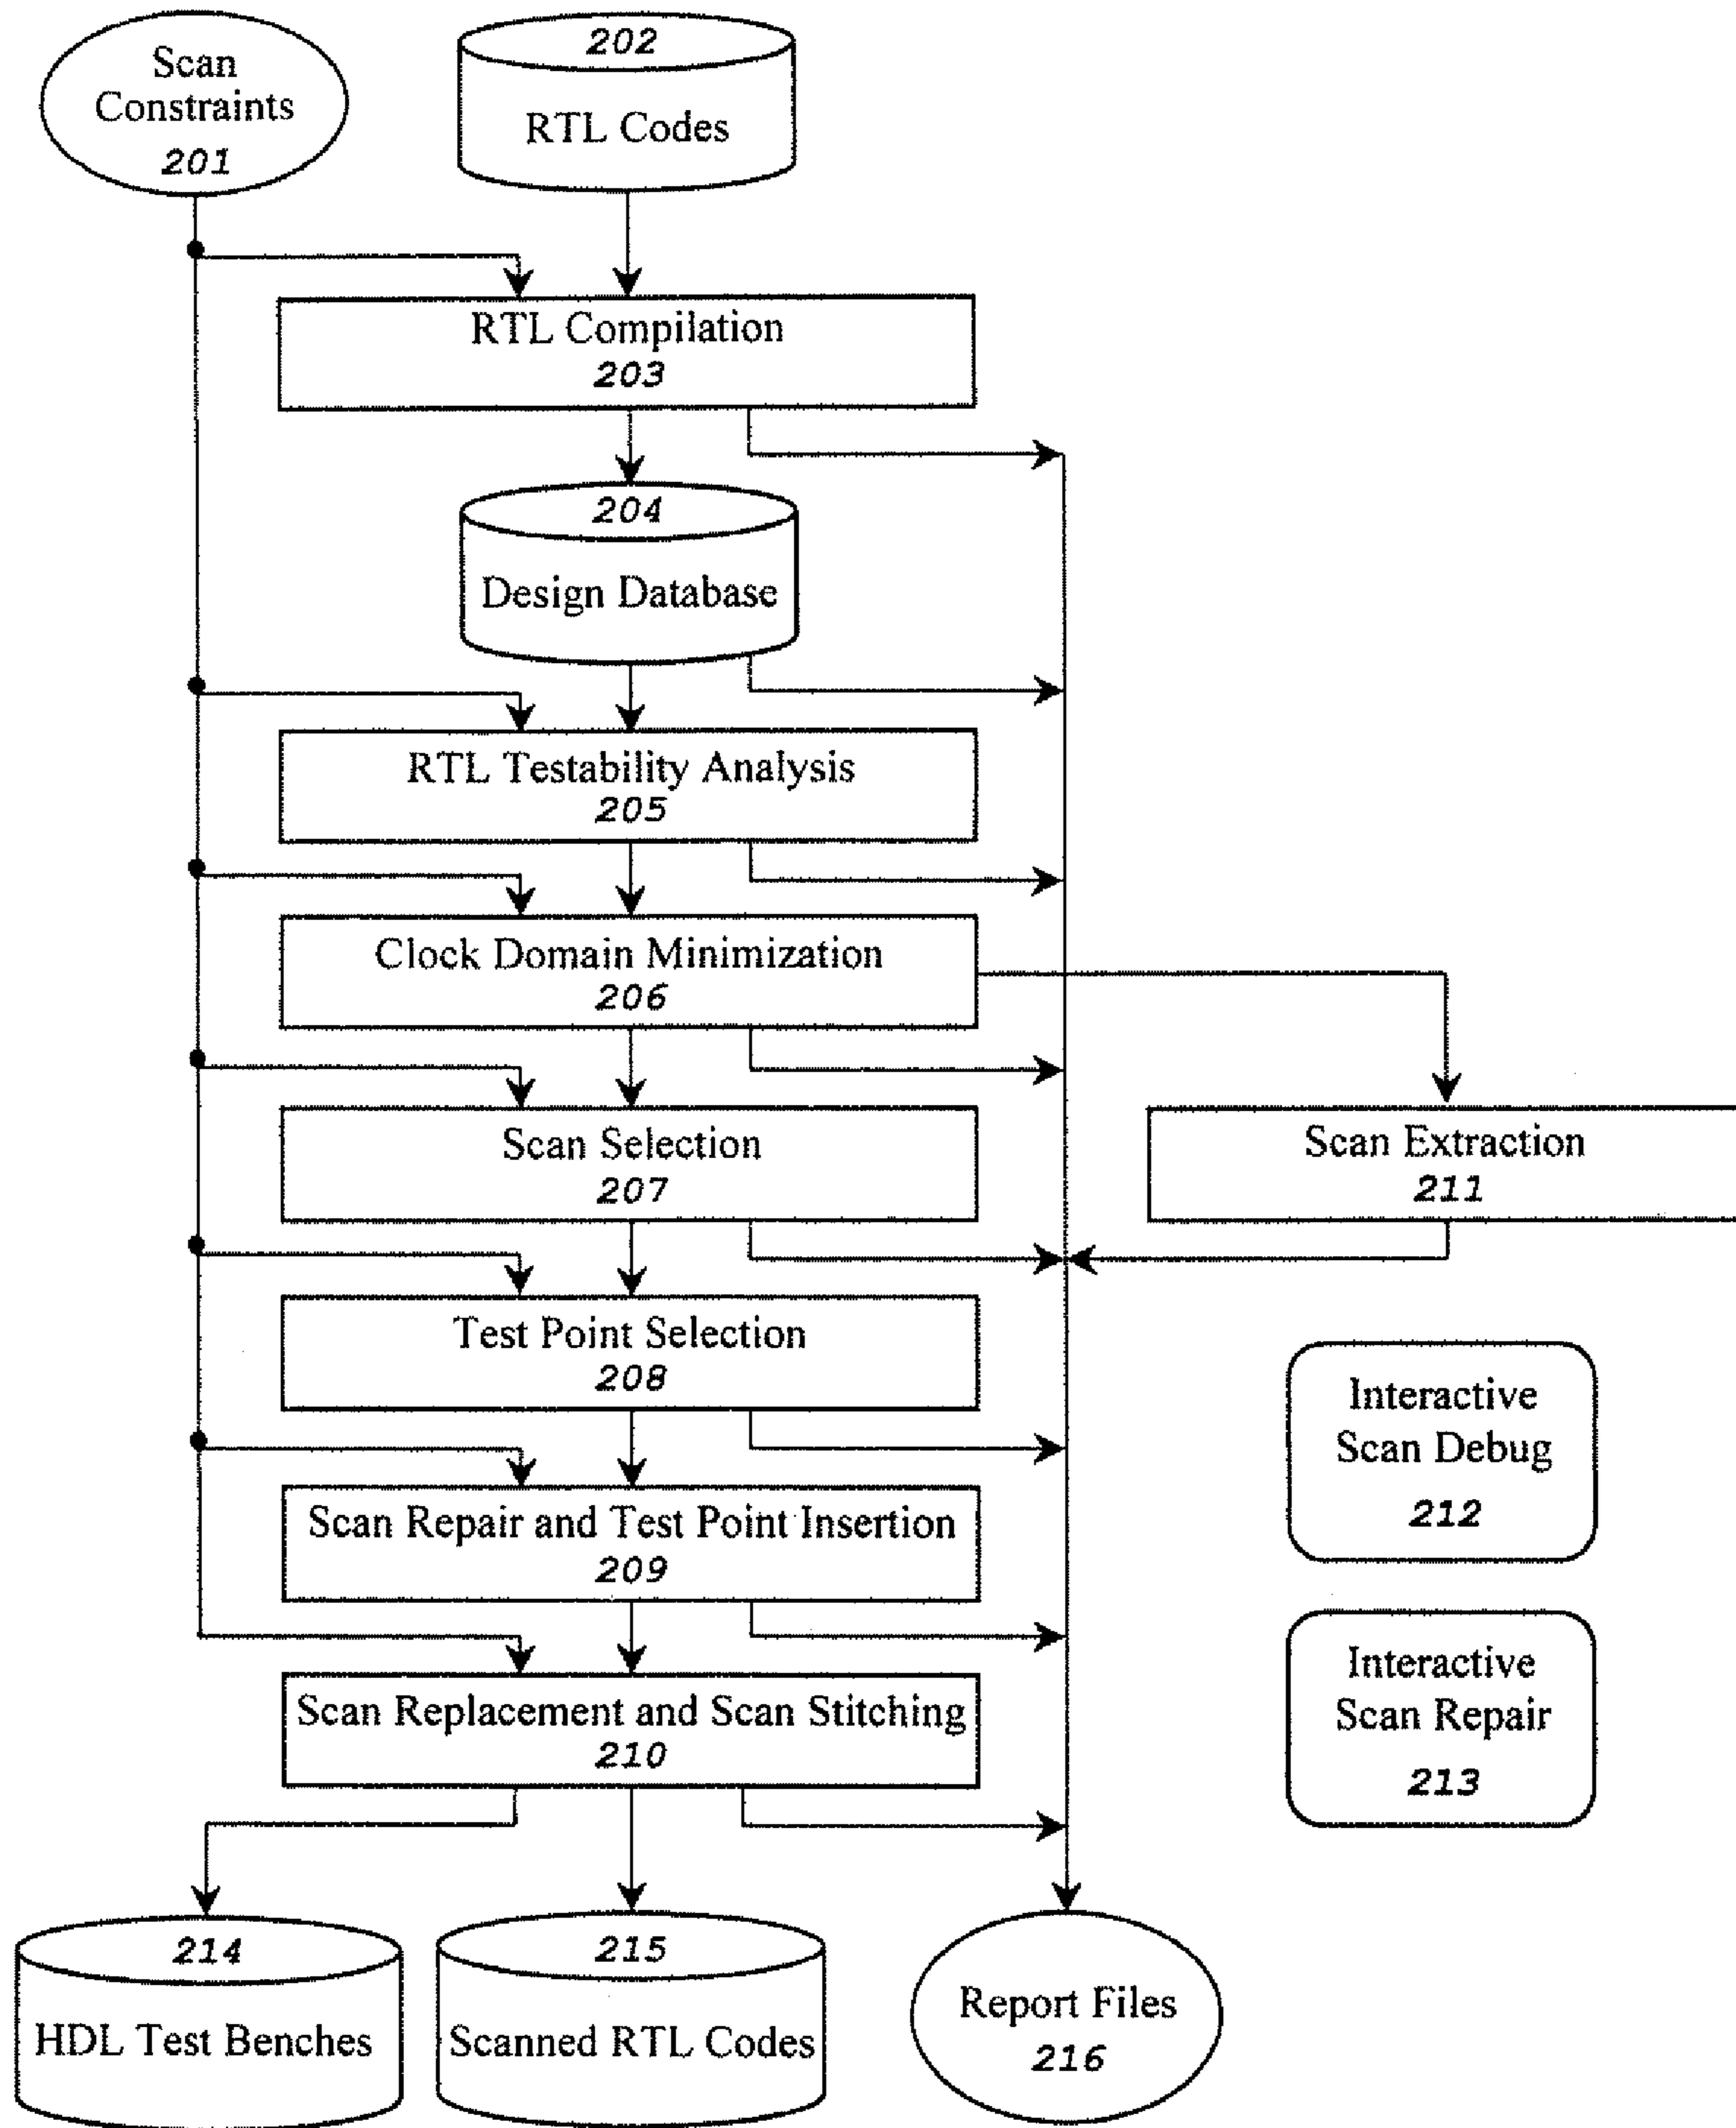 Scan
Constraints
201
202
RTL Codes
RTL Compilation
203
204
Design Database
RTL Testability Analysis
205
Clock Domain Minimization
206
Scan Selection
207
Scan Extraction
211
Test Point Selection
208
Interactive
Scan Debug
212
Scan Repair and Test Point Insertion
209
Interactive
Scan Repair
213
Scan Replacement and Scan Stitching
210
214
HDL Test Benches
215
Scanned RTL Codes
Report Files
216